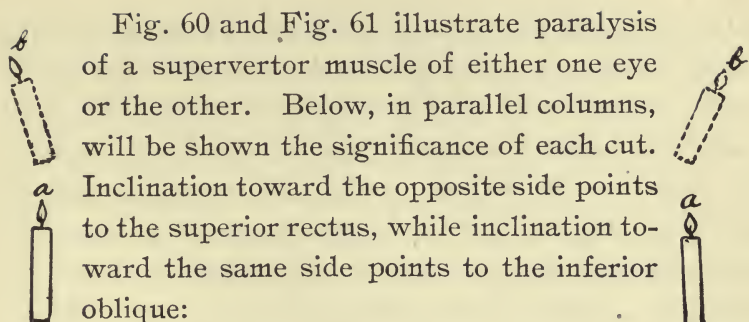 Fig. 60 and Fig. 61 illustrate paralysis
of a supervertor muscle of either one eye
or the other. Below, in parallel columns,
will be shown the significance of each cut.
Inclination toward the opposite side points
to the superior rectus, while inclination to-
ward the same side points to the inferior
oblique:
b
a
b
a